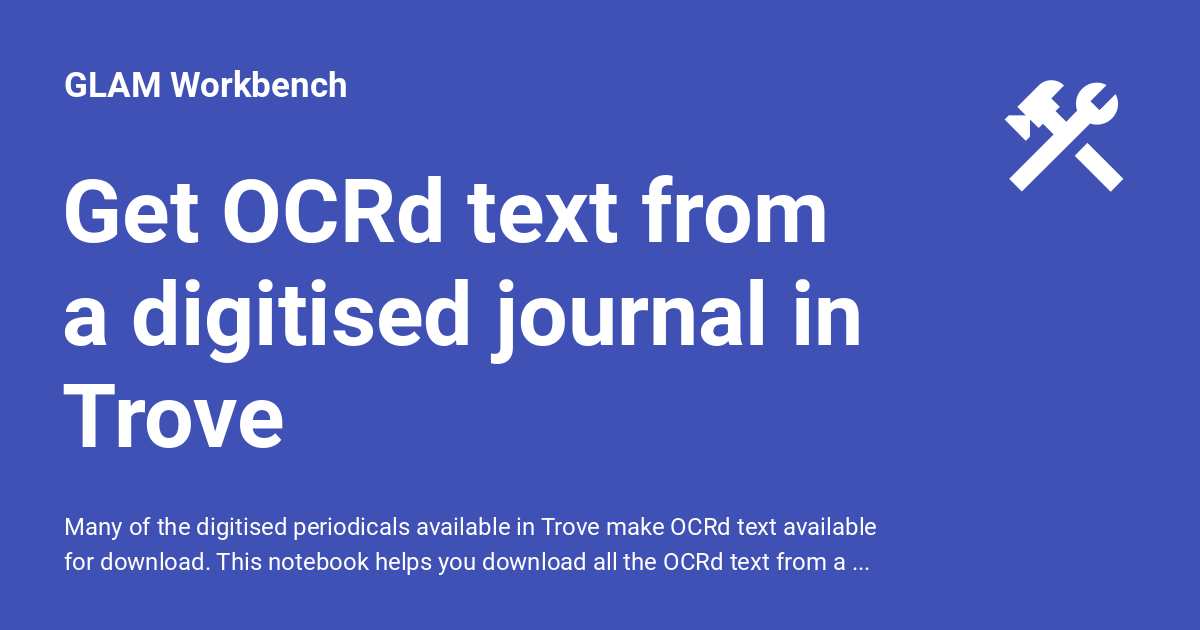 GLAM Workbench
Get OCRd text from
a digitised journal in
Trove
Many of the digitised periodicals available in Trove make OCRd text available
for download. This notebook helps you download all the OCRd text from a ...